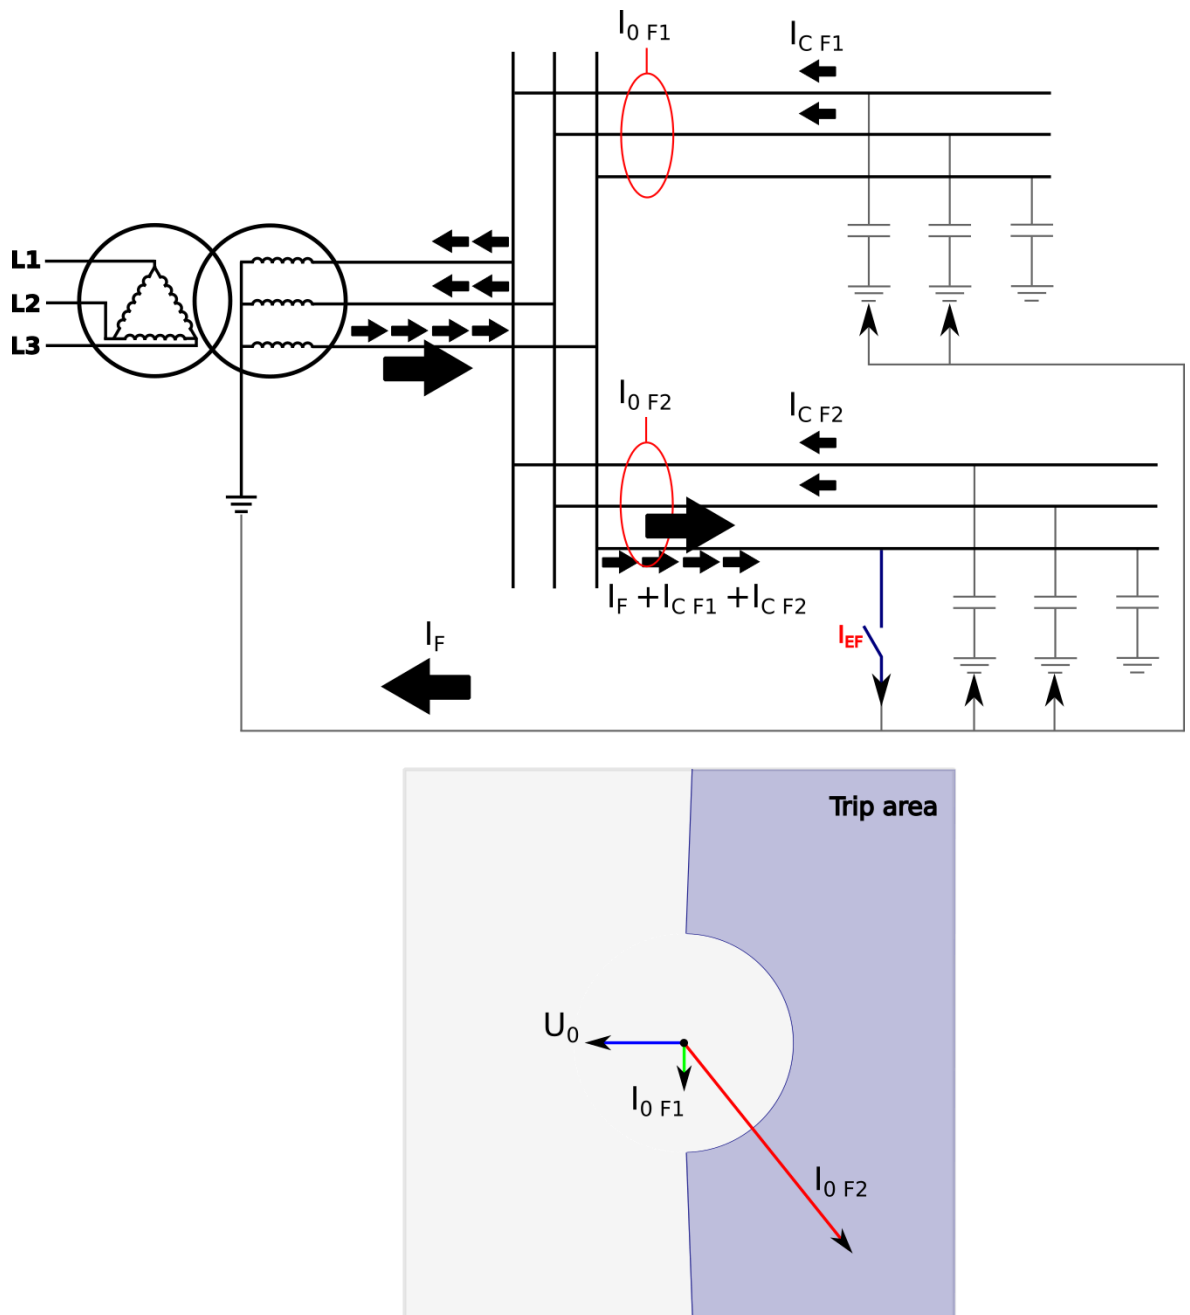 I0 F1
IC F1
L1
L2
L3
I0 F2
IC F2
IF +IC F1 +IC F2
IEF
IF
Trip area
U0
I0 F1
I0 F2